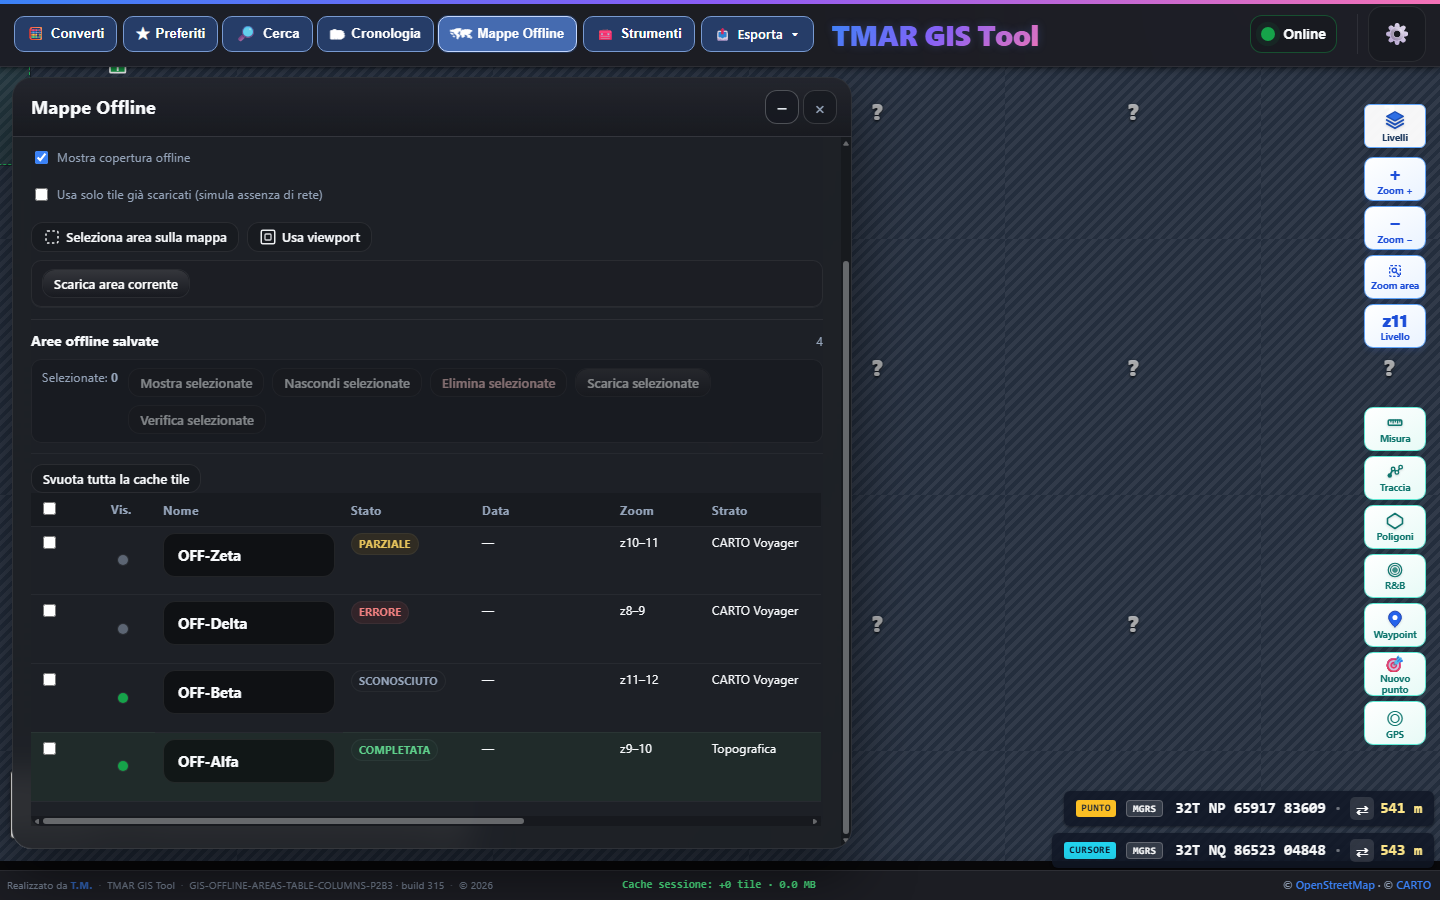 Converti
Preferiti
Cerca
Cronologia
Mappe Offline
Strumenti
Esporta
TMAR GIS Tool
Online
Mappe Offline
Mostra copertura offline
Usa solo tile già scaricati (simula assenza di rete)
Seleziona area sulla mappa
Usa viewport
Scarica area corrente
Aree offline salvate
4
Selezionate: 0
Mostra selezionate
Nascondi selezionate
Elimina selezionate
Scarica selezionate
Verifica selezionate
Svuota tutta la cache tile
Vis. Nome Stato Data Zoom Strato
OFF-Zeta PARZIALE — z10–11 CARTO Voyager
OFF-Delta ERRORE — z8–9 CARTO Voyager
OFF-Beta SCONOSCIUTO — z11–12 CARTO Voyager
OFF-Alfa COMPLETATA — z9–10 Topografica
? ?
? ? ?
? ?
Livelli
+
Zoom +
−
Zoom −
Zoom area
z11
Livello
Misura
Traccia
Poligoni
R&B
Waypoint
Nuovo
punto
GPS
PUNTO MGRS 32T NP 65917 83609 · ⇄ 541 m
CURSORE MGRS 32T NQ 86523 04848 · ⇄ 543 m
Realizzato da T.M. · TMAR GIS Tool · GIS-OFFLINE-AREAS-TABLE-COLUMNS-P2B3 · build 315 · © 2026
Cache sessione: +0 tile · 0.0 MB
© OpenStreetMap · © CARTO